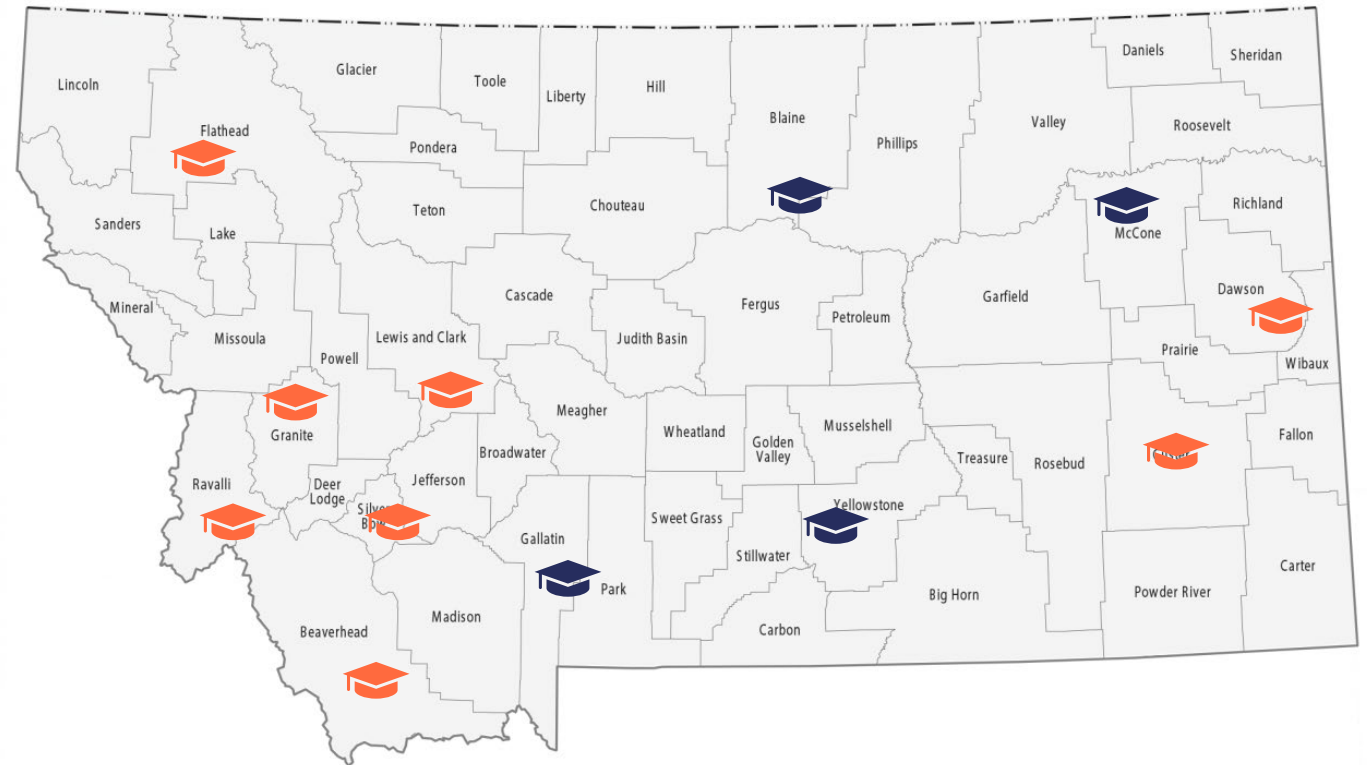 Lincoln
Flathead
Glacier
Toole
Liberty
Hill
Blaine
Phillips
Valley
Daniels
Sheridan
Roosevelt
Pondera
Teton
Chouteau
Sanders
Lake
McCone
Richland
Mineral
Missoula
Powell
Lewis and Clark
Cascade
Judith Basin
Fergus
Petroleum
Garfield
Dawson
Prairie
Wibaux
Granite
Meagher
Wheatland
Golden
Valley
Musselshell
Treasure
Rosebud
Fallon
Broadwater
Ravalli
Deer
Lodge
Silver
Bow
Jefferson
Gallatin
Park
Sweet Grass
Stillwater
Yellowstone
Big Horn
Powder River
Carter
Beaverhead
Madison
Carbon